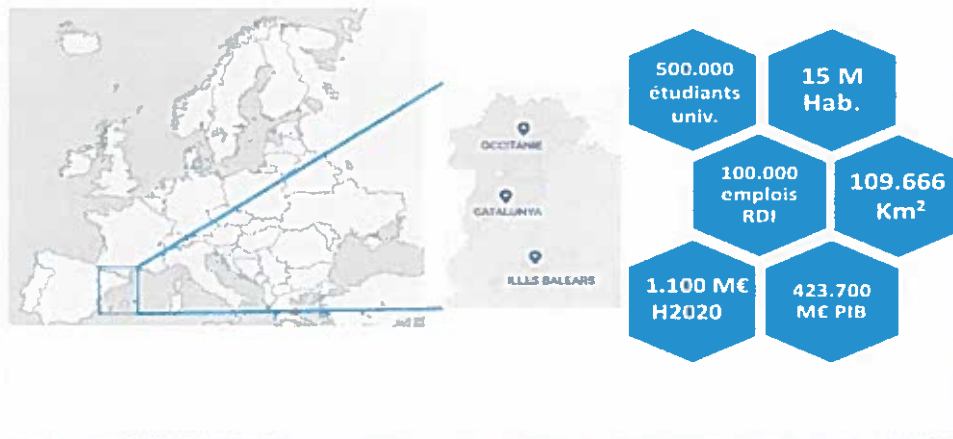 OCCITANIE
CATALUNYA
ILLES BALEARS
500.000
étudiants
univ.
15 M
Hab.
100.000
emplois
RDI
109.666
Km²
1.100 M€
H2020
423.700
M€ PIB